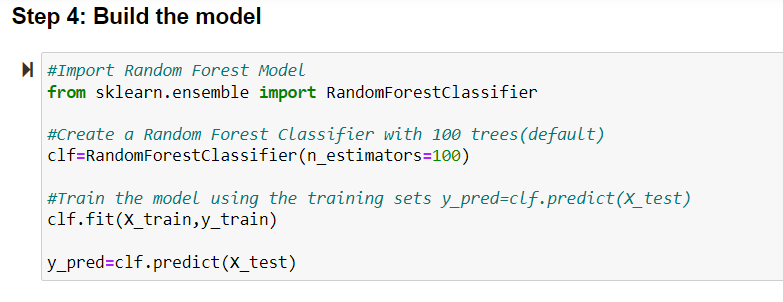 Step 4: Build the model
#Import Random Forest Model
from sklearn.ensemble import RandomForestClassifier
#Create a Random Forest Classifier with 100 trees(default)
clf=RandomForestClassifier(n_estimators=100)
#Train the model using the training sets y_pred=clf.predict(X_test)
clf.fit(X_train,y_train)
y_pred=clf.predict(X_test)